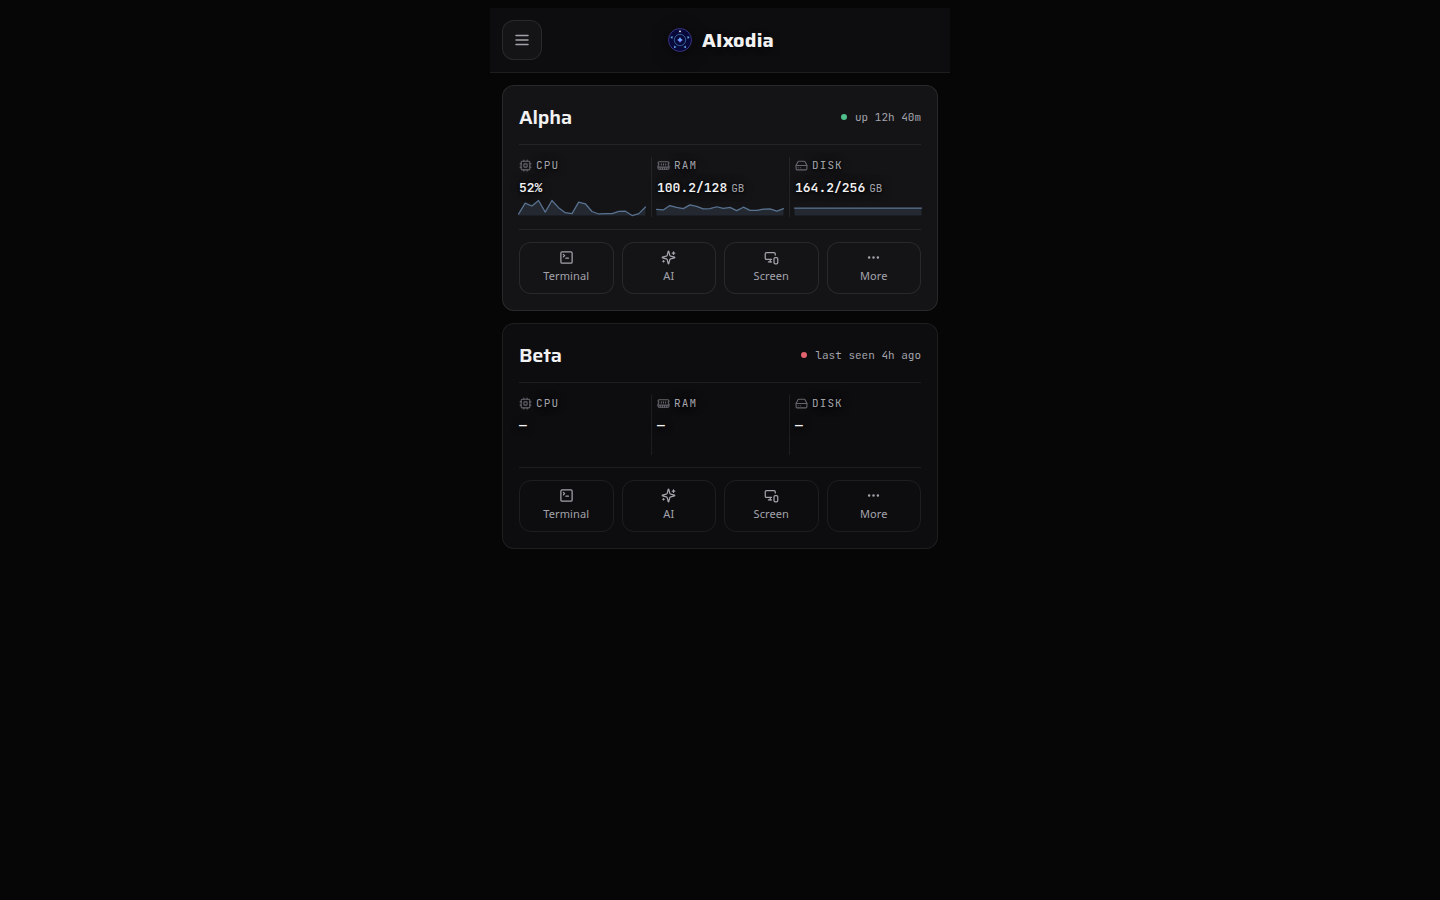 AIxodia
Alpha
up 12h 40m
CPU RAM DISK
52% 100.2/128 GB 164.2/256 GB
Terminal AI Screen More
Beta
last seen 4h ago
CPU RAM DISK
– – –
Terminal AI Screen More